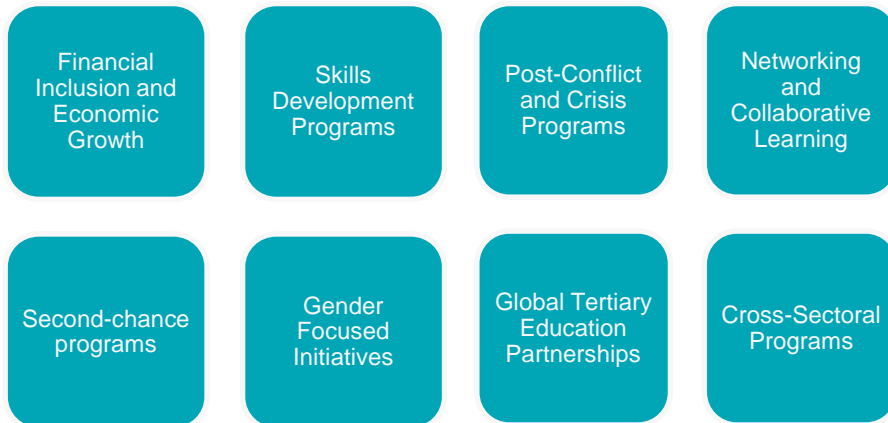 Financial
Inclusion and
Economic
Growth
Skills
Development
Programs
Post-Conflict
and Crisis
Programs
Networking
and
Collaborative
Learning
Second-chance
programs
Gender
Focused
Initiatives
Global Tertiary
Education
Partnerships
Cross-Sectoral
Programs